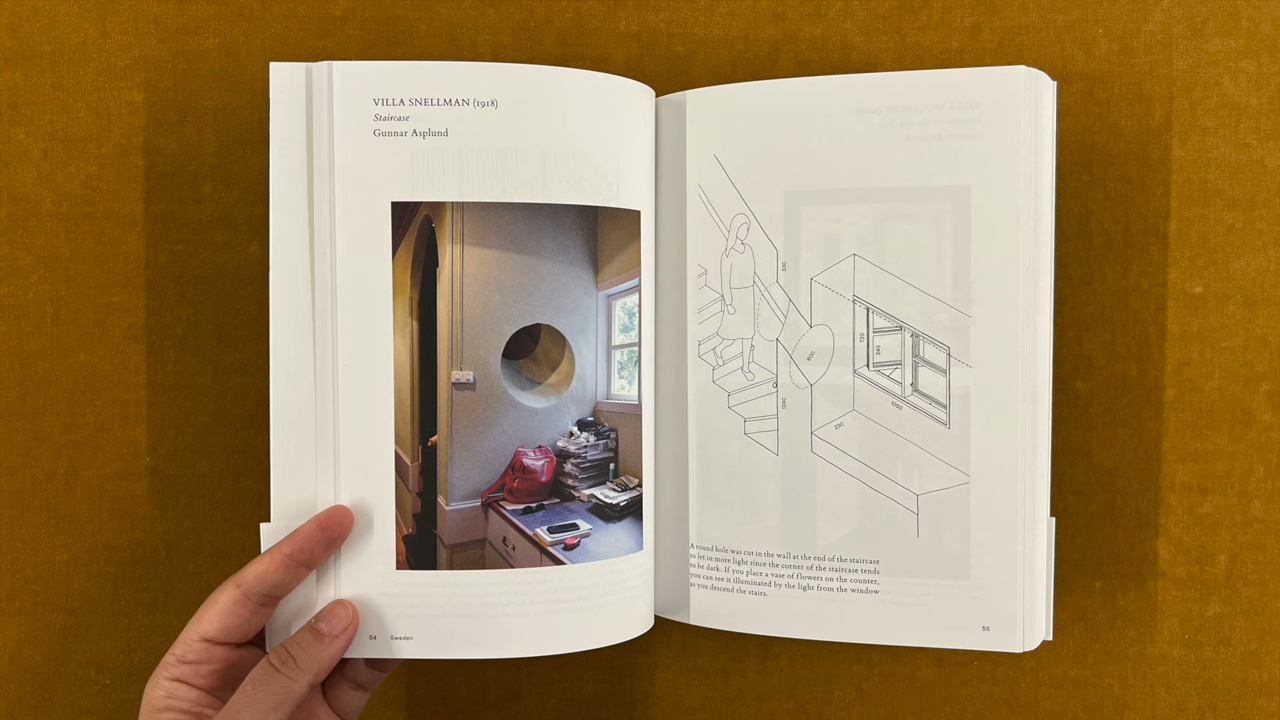 VILLA SNELLMAN (1918)
Staircase
Gunnar Asplund
54 Sweden
330
600
720
340
1050
1240
230
A round hole was cut in the wall at the end of the staircase
to let in more light since the corner of the staircase tends
to be dark. If you place a vase of flowers on the counter,
you can see it illuminated by the light from the window
as you descend the stairs.
55